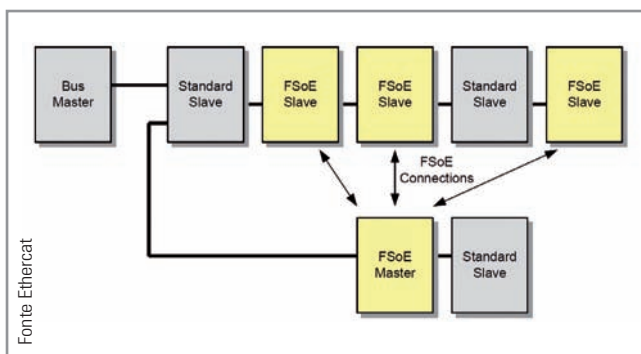 Bus
Master
Standard
Slave
FSoE
Slave
FSoE
Slave
Standard
Slave
FSoE
Slave
FSoE
Connections
FSoE
Master
Standard
Slave
Fonte Ethercat